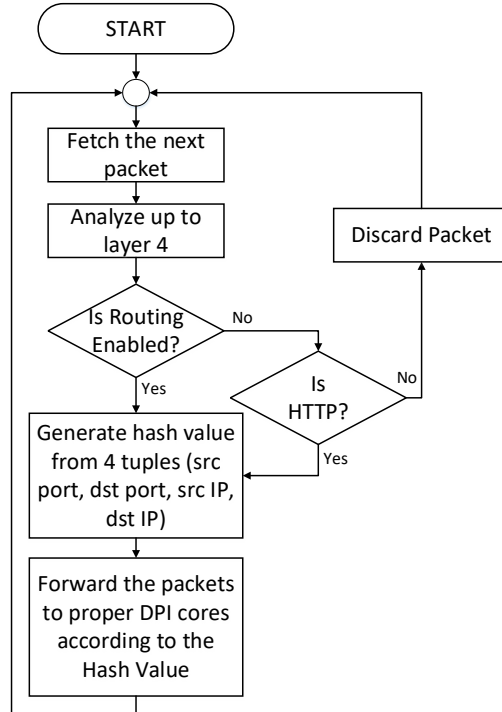 START
Fetch the next
packet
Analyze up to
layer 4
Discard Packet
Is Routing
Enabled?
No
Yes
Is
HTTP?
No
Yes
Generate hash value
from 4 tuples (src
port, dst port, src IP,
dst IP)
Forward the packets
to proper DPI cores
according to the
Hash Value